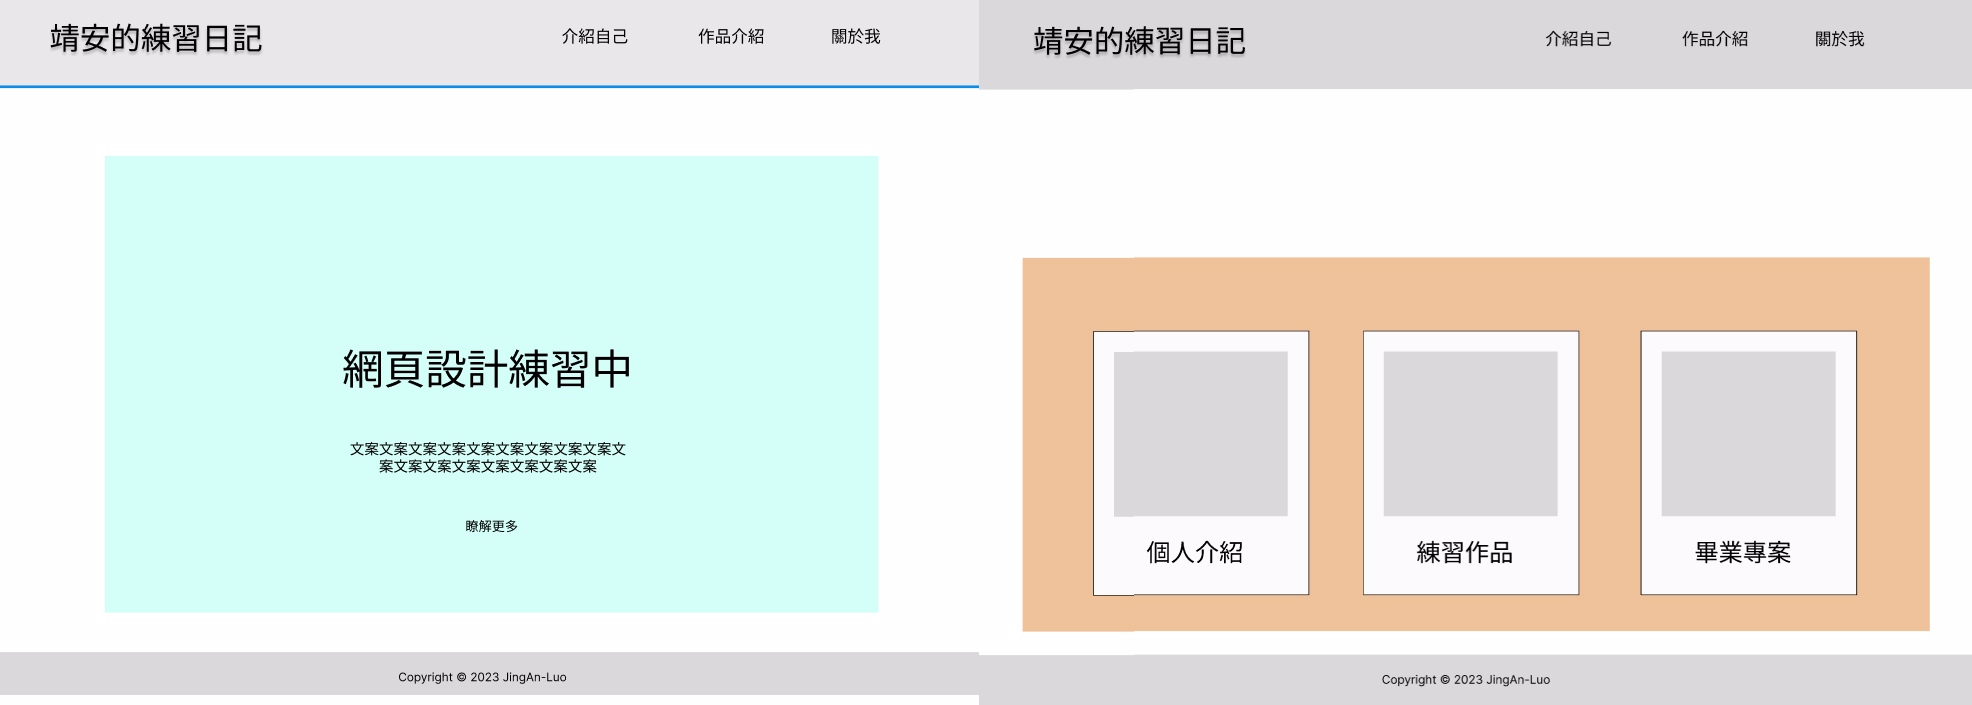 靖安的練習日記
介紹自己
作品介紹
關於我
網頁設計練習中
文案文案文案文案文案文案文案文案文案文
案文案文案文案文案文案文案文案
瞭解更多
Copyright © 2023 JingAn-Luo
靖安的練習日記
介紹自己
作品介紹
關於我
個人介紹
練習作品
畢業專案
Copyright © 2023 JingAn-Luo